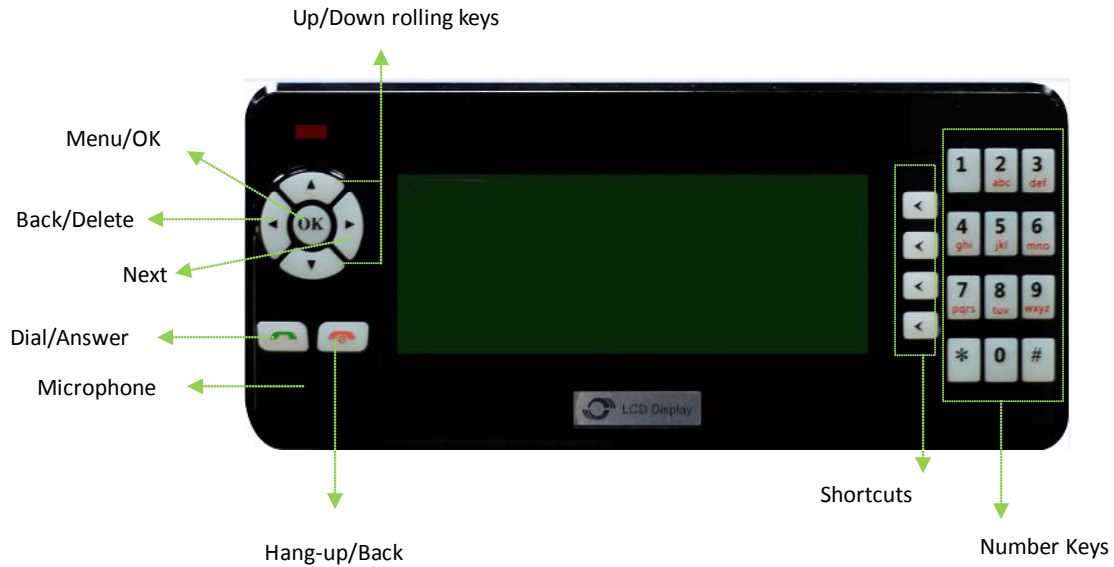 Up/Down rolling keys
Menu/OK
Back/Delete
Next
Dial/Answer
Microphone
Hang-up/Back
OK
LCD Display
1 2 3
abc def
4 5 6
ghi jkl mno
7 8 9
pqrs tuv wxyz
* 0 #
Shortcuts
Number Keys